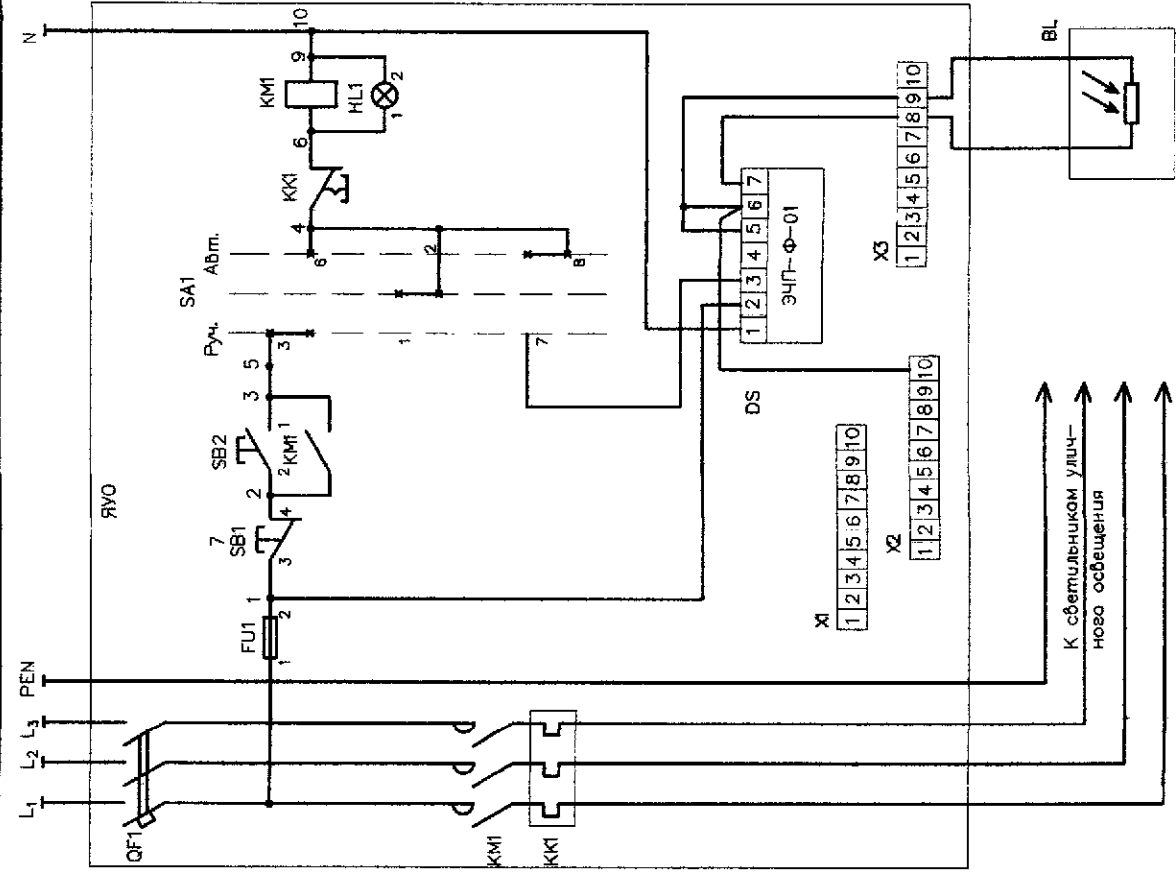 L1 L2 L3 PEN N
ЯУО
QF1
FU1
1 2
1
7
SB1
3 4
2
SB2
2 1
KM1
3
5
Руч.
SA1
Авт.
3
6
4
KK1
6
KM1
9
10
HL1
1 2
1
2
7
8
KM1
KK1
DS
1 2 3 4 5 6 7
ЭЧП-Ф-01
X1
1 2 3 4 5 6 7 8 9 10
X2
1 2 3 4 5 6 7 8 9 10
X3
1 2 3 4 5 6 7 8 9 10
BL
К светильникам улич-
ного освещения